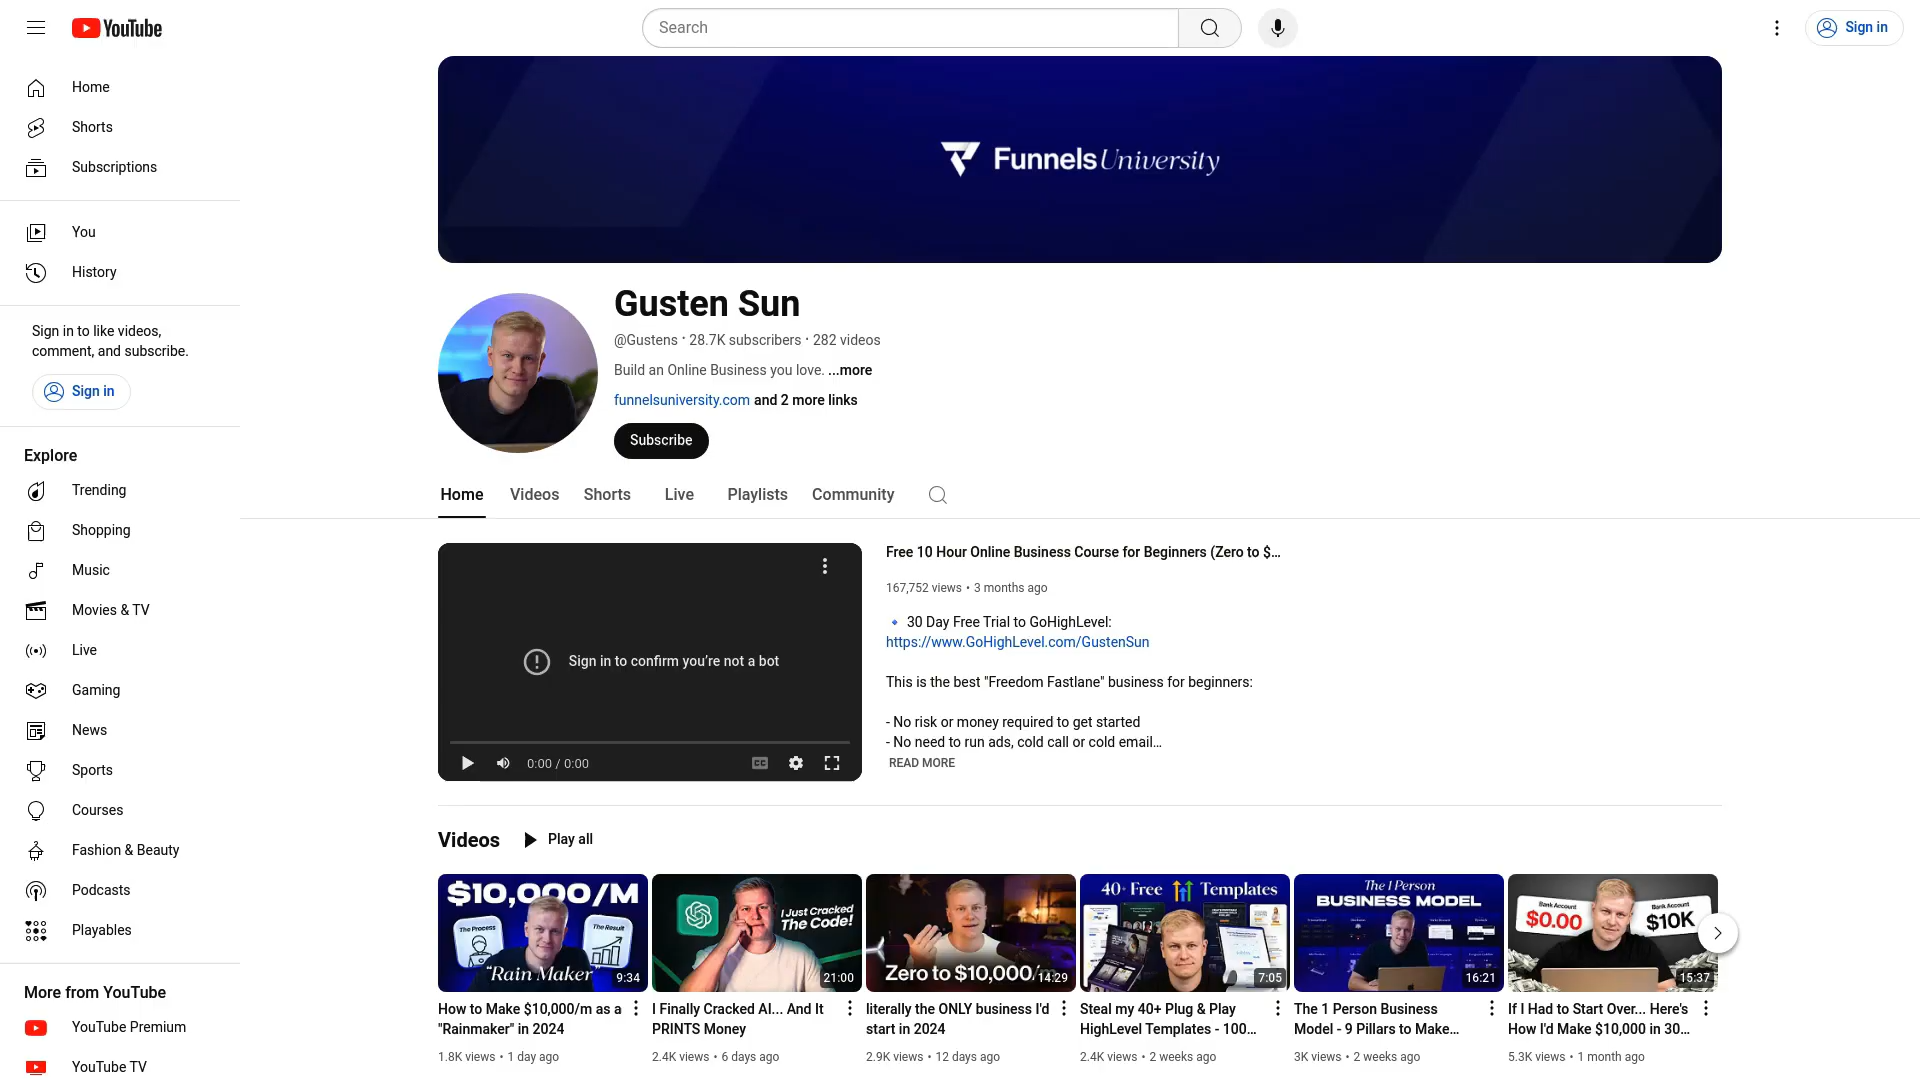 YouTube
Search
Sign in
Home
Shorts
Subscriptions
You
History
Sign in to like videos,
comment, and subscribe.
Sign in
Explore
Trending
Shopping
Music
Movies & TV
Live
Gaming
News
Sports
Courses
Fashion & Beauty
Podcasts
Playables
More from YouTube
YouTube Premium
YouTube TV
Funnels University
Gusten Sun
@Gustens • 28.7K subscribers • 282 videos
Build an Online Business you love. ...more
funnelsuniversity.com and 2 more links
Subscribe
Home Videos Shorts Live Playlists Community
Sign in to confirm you’re not a bot
0:00 / 0:00
CC
Free 10 Hour Online Business Course for Beginners (Zero to $...
167,752 views • 3 months ago
🔹 30 Day Free Trial to GoHighLevel:
https://www.GoHighLevel.com/GustenSun
This is the best "Freedom Fastlane" business for beginners:
- No risk or money required to get started
- No need to run ads, cold call or cold email...
READ MORE
Videos
Play all
$10,000/M
The Process
The Result
"Rain Maker"
9:34
How to Make $10,000/m as a
"Rainmaker" in 2024
1.8K views • 1 day ago
I Just Cracked
The Code!
21:00
I Finally Cracked AI... And It
PRINTS Money
2.4K views • 6 days ago
Zero to $10,000/m
14:29
literally the ONLY business I'd
start in 2024
2.9K views • 12 days ago
40+ Free Templates
7:05
Steal my 40+ Plug & Play
HighLevel Templates - 100...
2.4K views • 2 weeks ago
The 1 Person
BUSINESS MODEL
16:21
The 1 Person Business
Model - 9 Pillars to Make...
3K views • 2 weeks ago
Bank Account
$0.00
Bank Account
$10K
15:37
If I Had to Start Over... Here's
How I'd Make $10,000 in 30...
5.3K views • 1 month ago